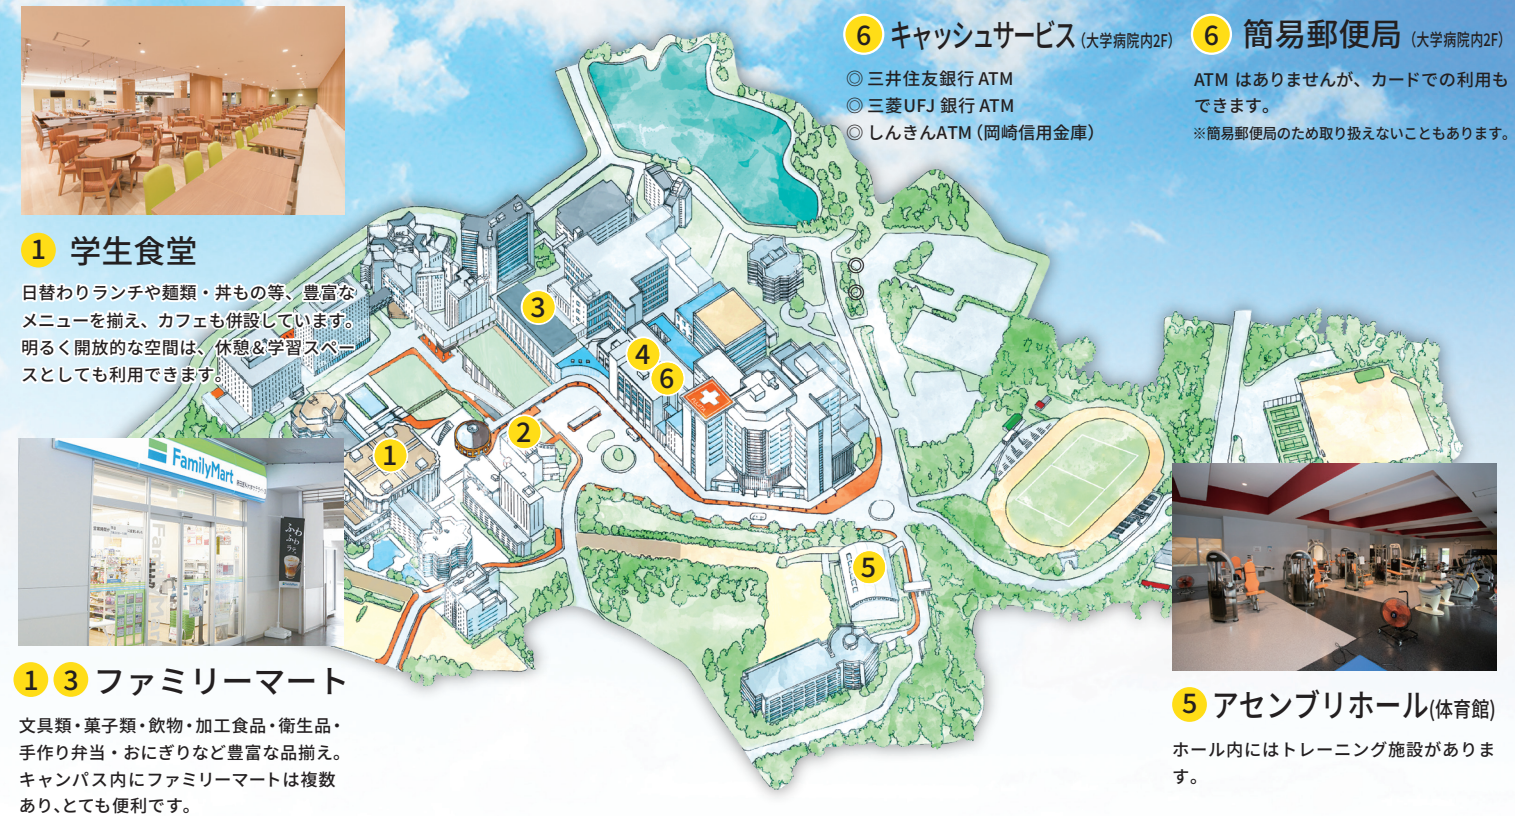 6 キャッシュサービス (大学病院内2F)
◎ 三井住友銀行 ATM
◎ 三菱UFJ 銀行 ATM
◎ しんきんATM (岡崎信用金庫)
6 簡易郵便局 (大学病院内2F)
ATM はありませんが、カードでの利用も
できます。
※簡易郵便局のため取り扱えないこともあります。
1 学生食堂
日替わりランチや麺類・丼もの等、豊富な
メニューを揃え、カフェも併設しています。
明るく開放的な空間は、休憩&学習スペー
スとしても利用できます。
3
4
6
2
1
5
FamilyMart
ふわ
ふわ
1 3 ファミリーマート
文具類・菓子類・飲物・加工食品・衛生品・
手作り弁当・おにぎりなど豊富な品揃え。
キャンパス内にファミリーマートは複数
あり、とても便利です。
5 アセンブリホール(体育館)
ホール内にはトレーニング施設がありま
す。